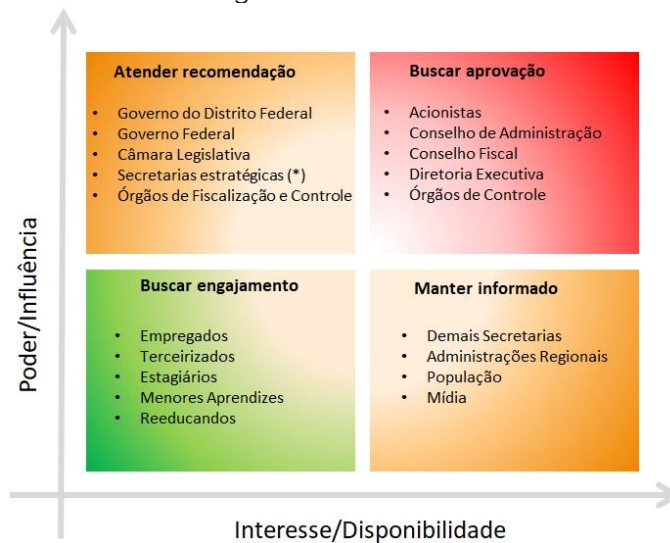 Atender recomendação
• Governo do Distrito Federal
• Governo Federal
• Câmara Legislativa
• Secretarias estratégicas (*)
• Órgãos de Fiscalização e Controle
Buscar aprovação
• Acionistas
• Conselho de Administração
• Conselho Fiscal
• Diretoria Executiva
• Órgãos de Controle
Buscar engajamento
• Empregados
• Terceirizados
• Estagiários
• Menores Aprendizes
• Reeducandos
Manter informado
• Demais Secretarias
• Administrações Regionais
• População
• Mídia
Poder/Influência
Interesse/Disponibilidade